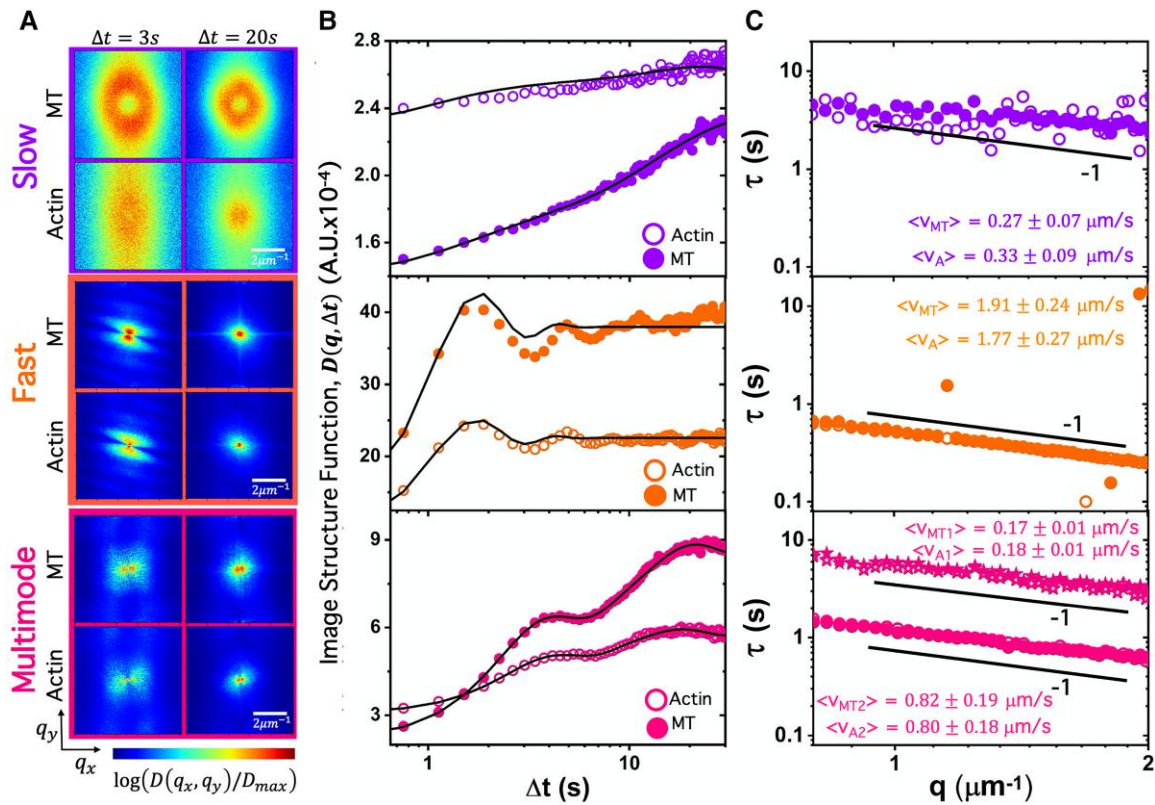 A
B
C
Δt = 3s
Δt = 20s
Slow
MT
Actin
2μm⁻¹
Fast
MT
Actin
2μm⁻¹
Multimode
MT
Actin
2μm⁻¹
q_y
q_x
log(D(q_x, q_y)/D_max)
Image Structure Function, D(q, Δt) (A.U.x10⁻⁴)
2.8
2.4
2.0
1.6
Actin
MT
40
30
20
Actin
MT
9
6
3
Actin
MT
1
10
Δt (s)
τ (s)
10
1
0.1
-1
<v_MT> = 0.27 ± 0.07 μm/s
<v_A> = 0.33 ± 0.09 μm/s
τ (s)
10
1
0.1
<v_MT> = 1.91 ± 0.24 μm/s
<v_A> = 1.77 ± 0.27 μm/s
-1
τ (s)
10
1
0.1
<v_MT1> = 0.17 ± 0.01 μm/s
<v_A1> = 0.18 ± 0.01 μm/s
-1
-1
<v_MT2> = 0.82 ± 0.19 μm/s
<v_A2> = 0.80 ± 0.18 μm/s
1
2
q (μm⁻¹)